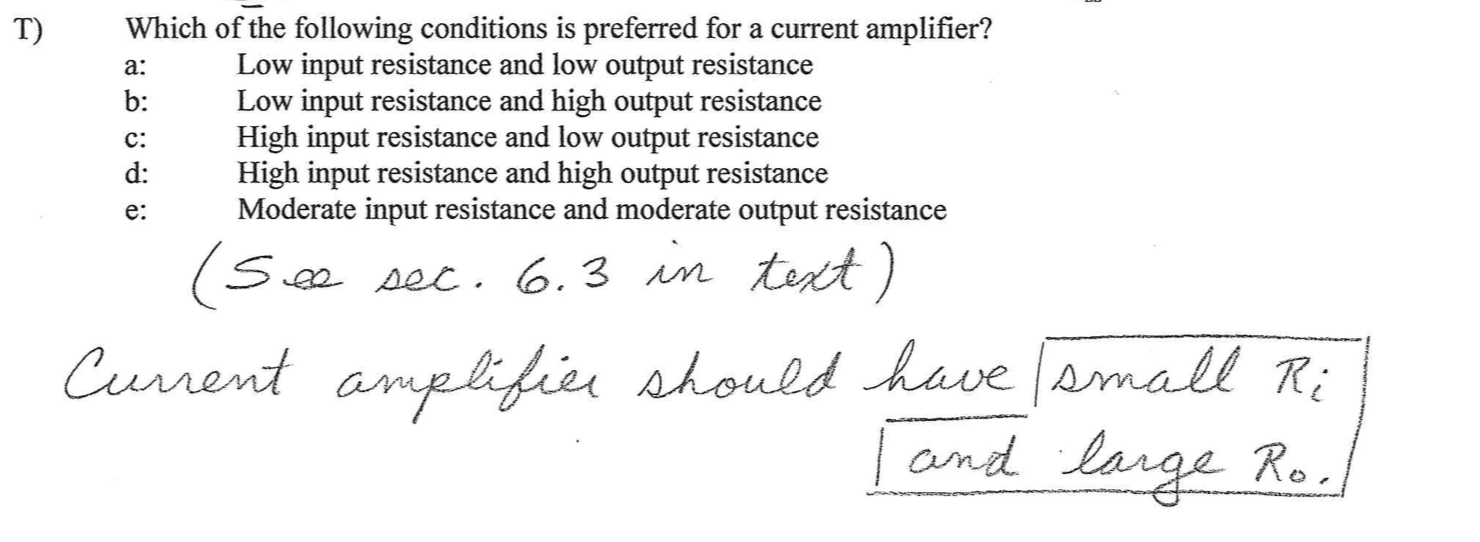 T) Which of the following conditions is preferred for a current amplifier?
a: Low input resistance and low output resistance
b: Low input resistance and high output resistance
c: High input resistance and low output resistance
d: High input resistance and high output resistance
e: Moderate input resistance and moderate output resistance
(See sec. 6.3 in text)
Current amplifier should have small Ri
and large Ro.